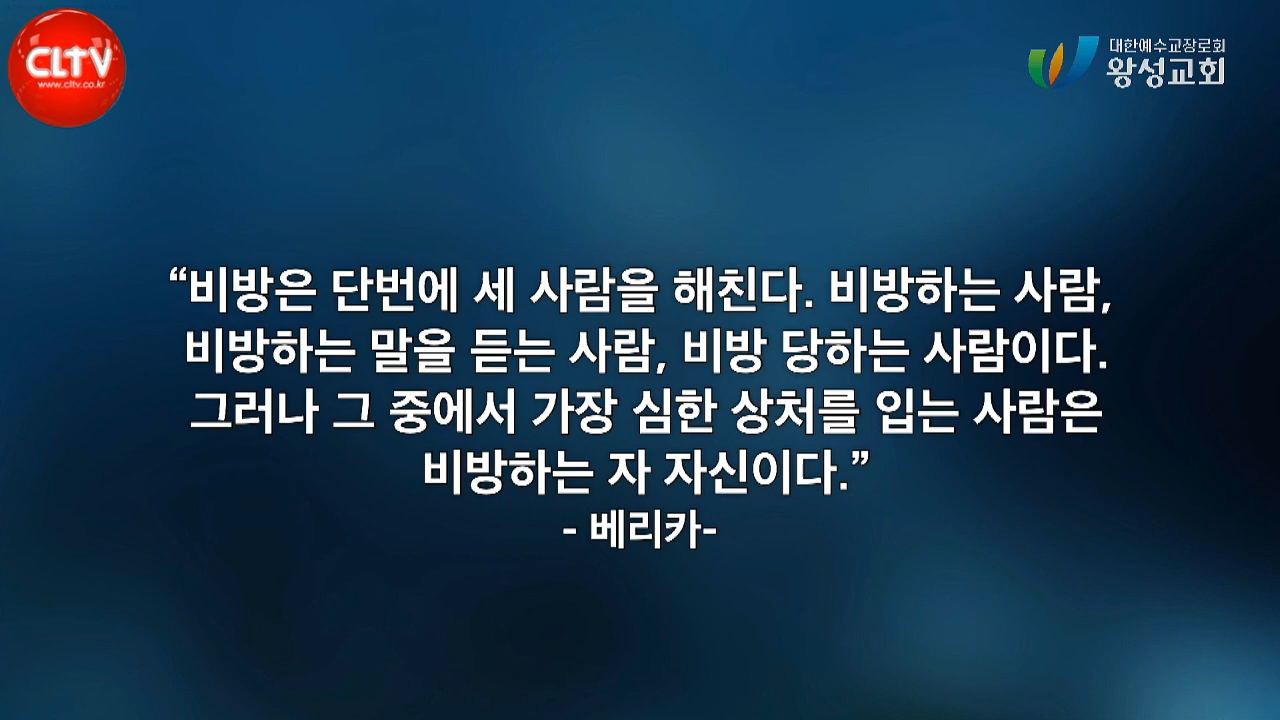 CLTV
www.cltv.co.kr
대한예수교장로회
왕성교회
“비방은 단번에 세 사람을 해친다. 비방하는 사람,
비방하는 말을 듣는 사람, 비방 당하는 사람이다.
그러나 그 중에서 가장 심한 상처를 입는 사람은
비방하는 자 자신이다.”
- 베리카-